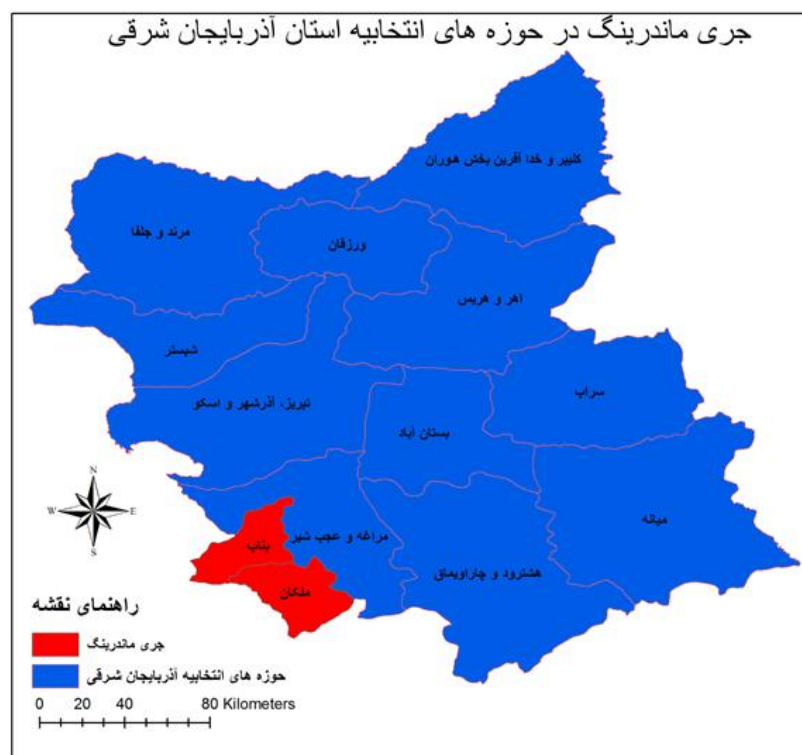 جری ماندرینگ در حوزه های انتخابیه استان آذربایجان شرقی
کلیبر و خدا آفرین بخش هوران
مرند و جلفا
ورزقان
اهر و هریس
شبستر
سراب
تبریز، آذرشهر و اسکو
بستان آباد
میانه
مراغه و عجب شیر
بناب
هشترود و چاراویماق
ملکان
N
W E
S
راهنمای نقشه
جری ماندرینگ
حوزه های انتخابیه آذربایجان شرقی
0 20 40 80 Kilometers